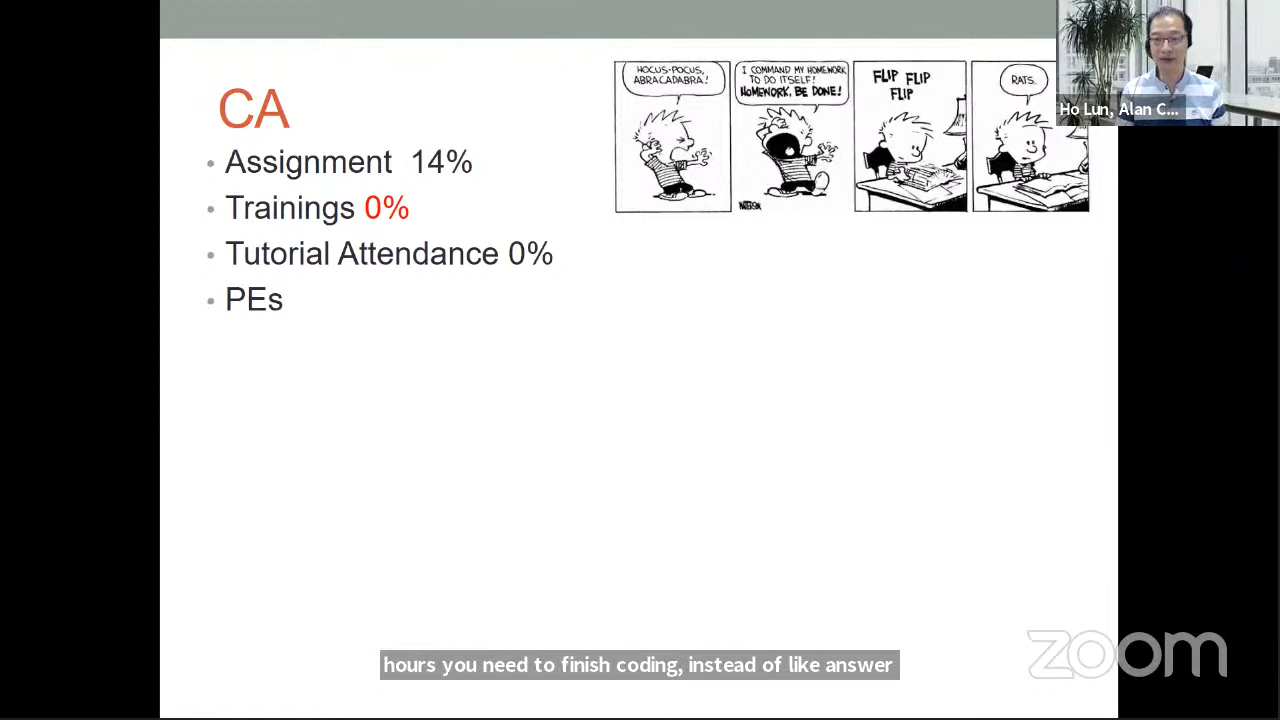 HOCUS-POCUS,
ABRACADABRA!
I COMMAND MY HOMEWORK
TO DO ITSELF!
HOMEWORK, BE DONE!
FLIP FLIP
FLIP
RATS.
WATTERSON
Ho Lun, Alan C...
CA
• Assignment 14%
• Trainings 0%
• Tutorial Attendance 0%
• PEs
hours you need to finish coding, instead of like answer
zoom